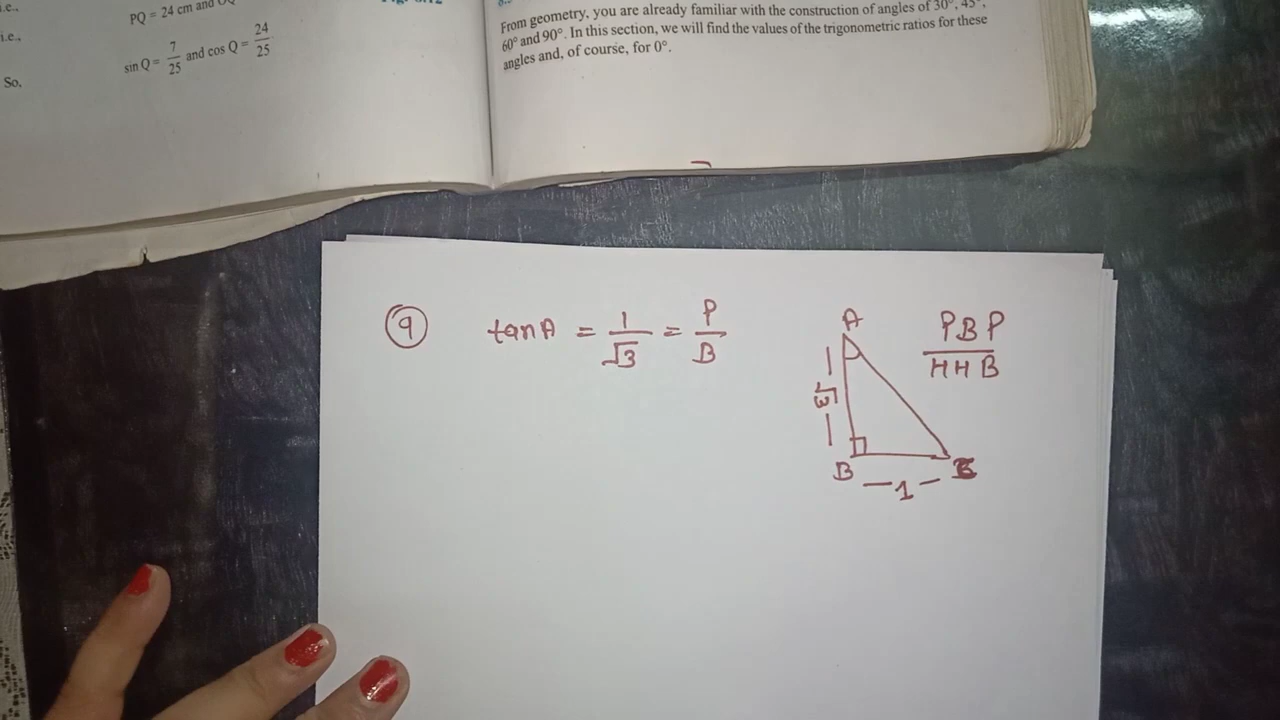 i.e.,
PQ = 24 cm and
i.e.,
sin Q = 7/25 and cos Q = 24/25
So,
From geometry, you are already familiar with the construction of angles of 30°, 45°,
60° and 90°. In this section, we will find the values of the trigonometric ratios for these
angles and, of course, for 0°.
9 tanA = 1/√3 = P/B
A
√3
B
1
PBP
HHB